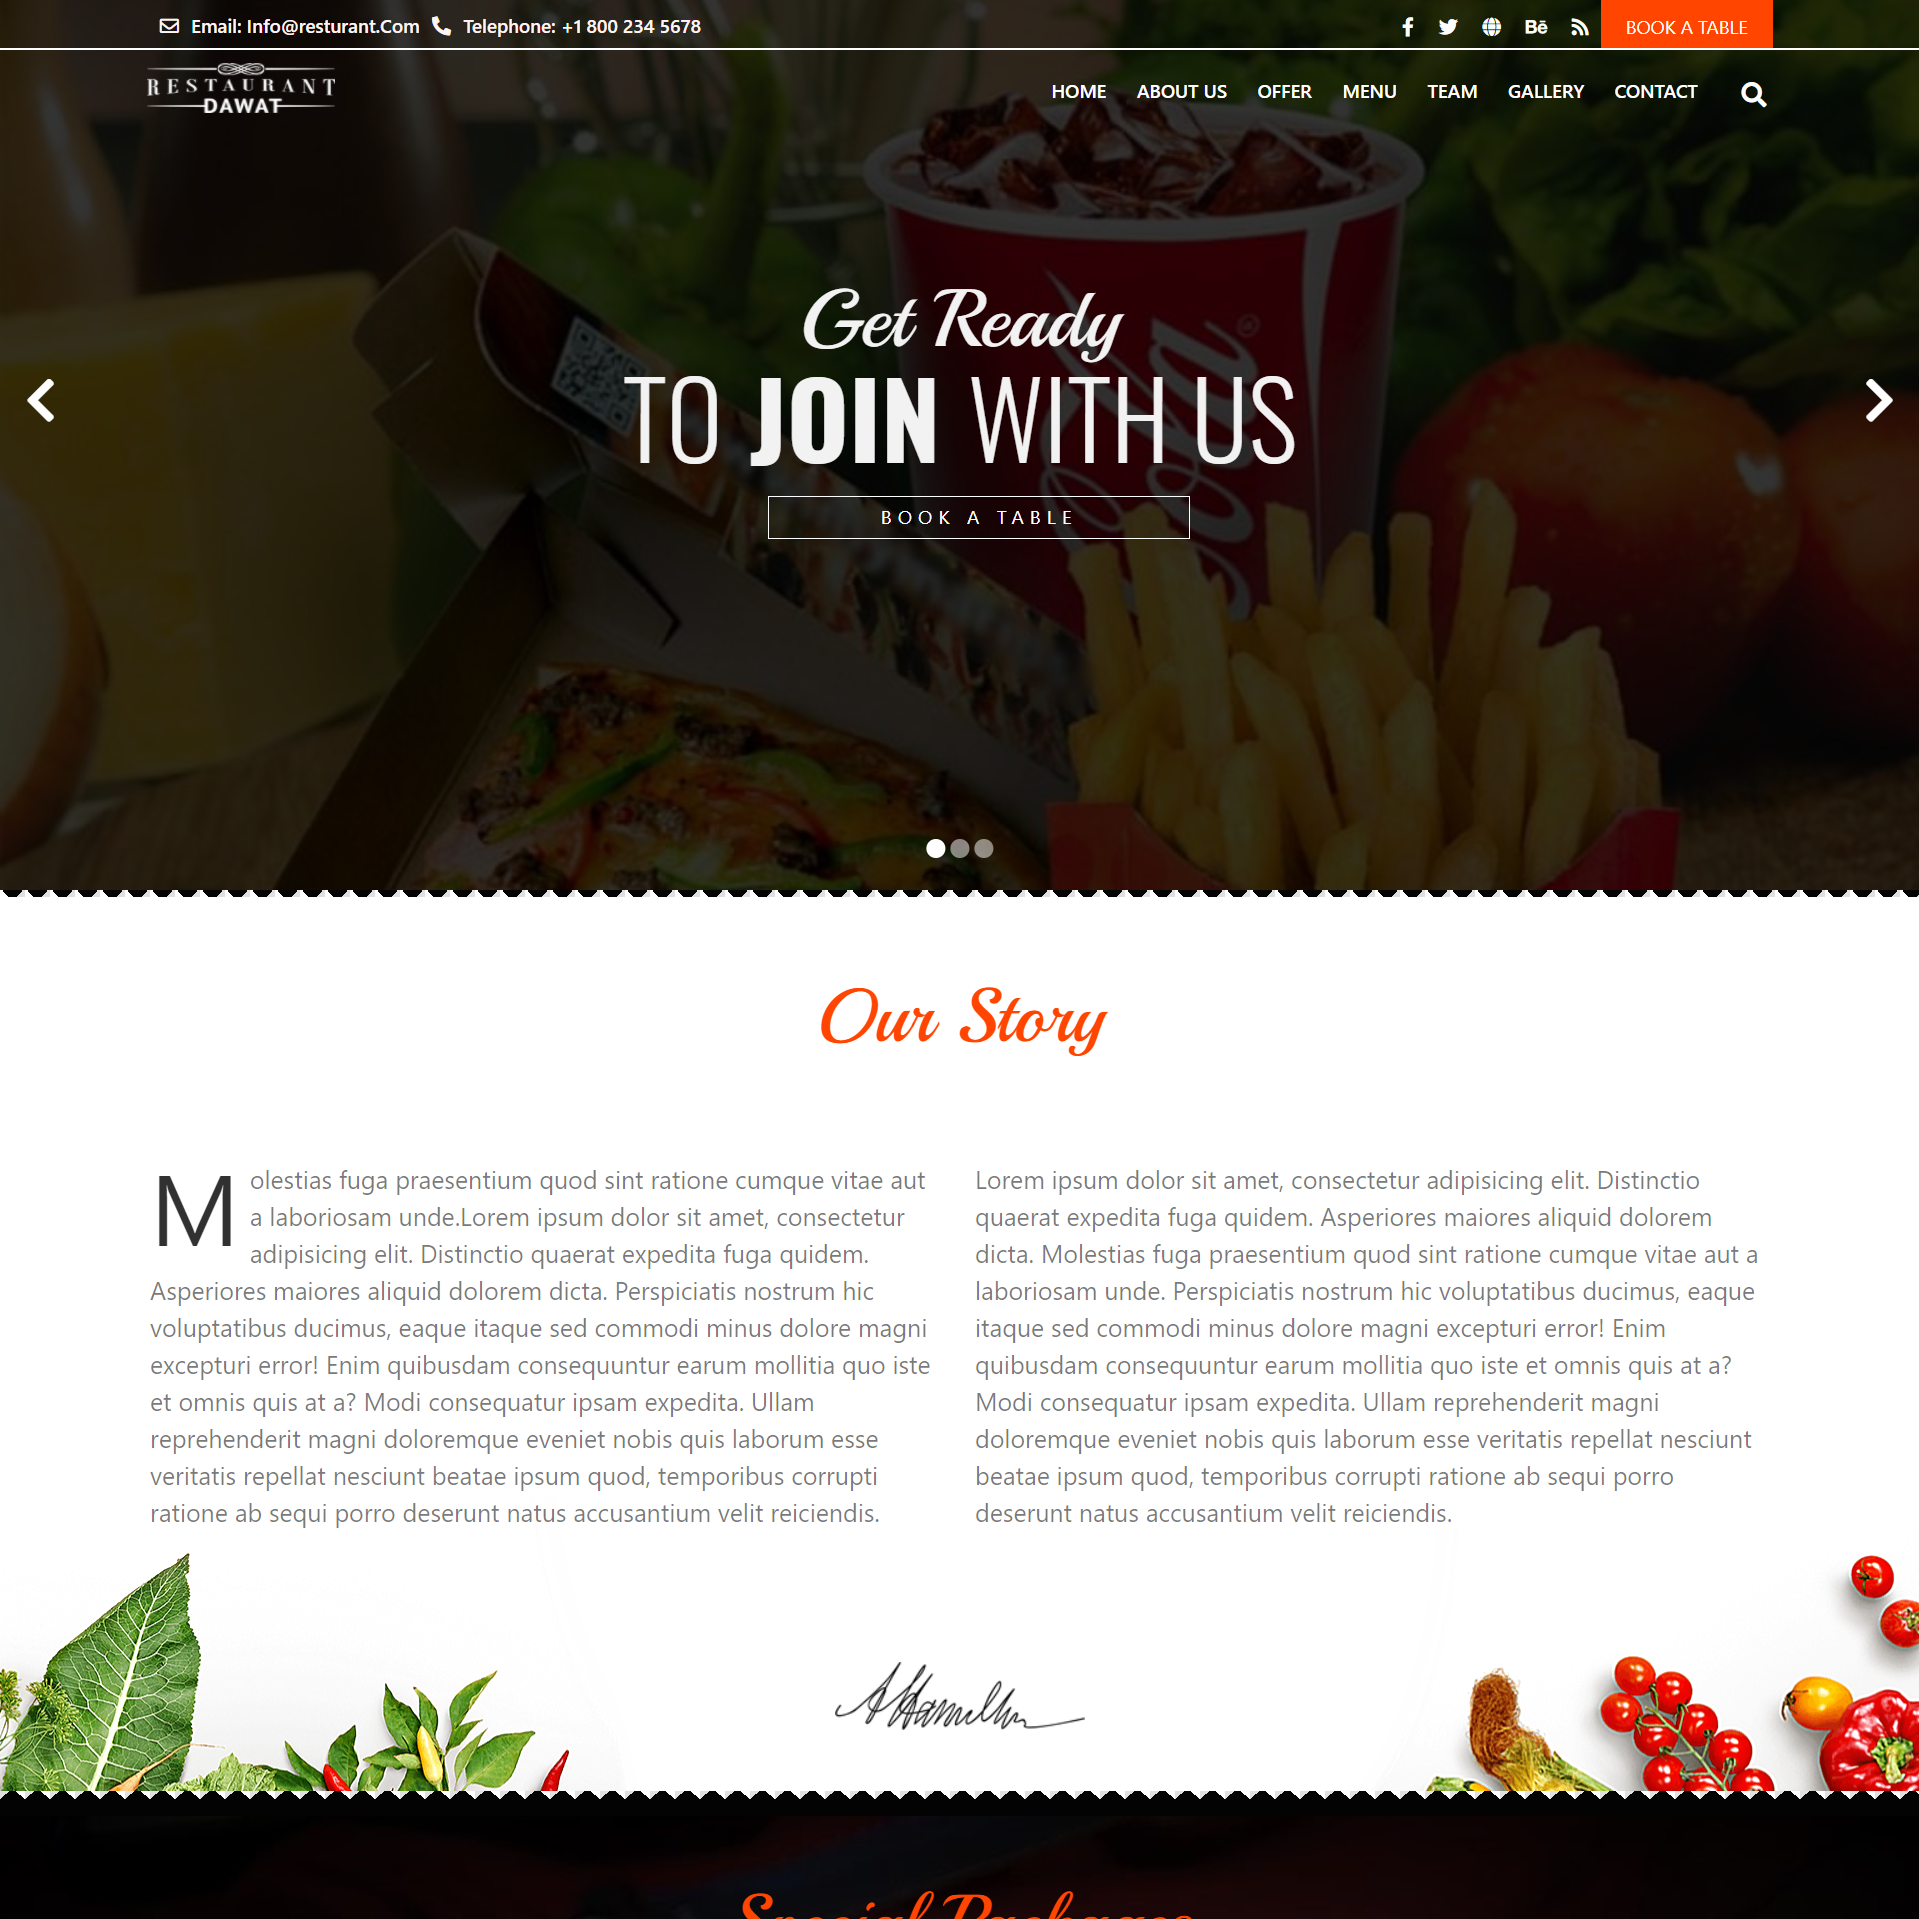 Email: Info@resturant.Com Telephone: +1 800 234 5678
Bē
BOOK A TABLE
RESTAURANT
DAWAT
HOME ABOUT US OFFER MENU TEAM GALLERY CONTACT
Get Ready
TO JOIN WITH US
BOOK A TABLE
Our Story
Molestias fuga praesentium quod sint ratione cumque vitae aut
a laboriosam unde.Lorem ipsum dolor sit amet, consectetur
adipisicing elit. Distinctio quaerat expedita fuga quidem.
Asperiores maiores aliquid dolorem dicta. Perspiciatis nostrum hic
voluptatibus ducimus, eaque itaque sed commodi minus dolore magni
excepturi error! Enim quibusdam consequuntur earum mollitia quo iste
et omnis quis at a? Modi consequatur ipsam expedita. Ullam
reprehenderit magni doloremque eveniet nobis quis laborum esse
veritatis repellat nesciunt beatae ipsum quod, temporibus corrupti
ratione ab sequi porro deserunt natus accusantium velit reiciendis.
Lorem ipsum dolor sit amet, consectetur adipisicing elit. Distinctio
quaerat expedita fuga quidem. Asperiores maiores aliquid dolorem
dicta. Molestias fuga praesentium quod sint ratione cumque vitae aut a
laboriosam unde. Perspiciatis nostrum hic voluptatibus ducimus, eaque
itaque sed commodi minus dolore magni excepturi error! Enim
quibusdam consequuntur earum mollitia quo iste et omnis quis at a?
Modi consequatur ipsam expedita. Ullam reprehenderit magni
doloremque eveniet nobis quis laborum esse veritatis repellat nesciunt
beatae ipsum quod, temporibus corrupti ratione ab sequi porro
deserunt natus accusantium velit reiciendis.